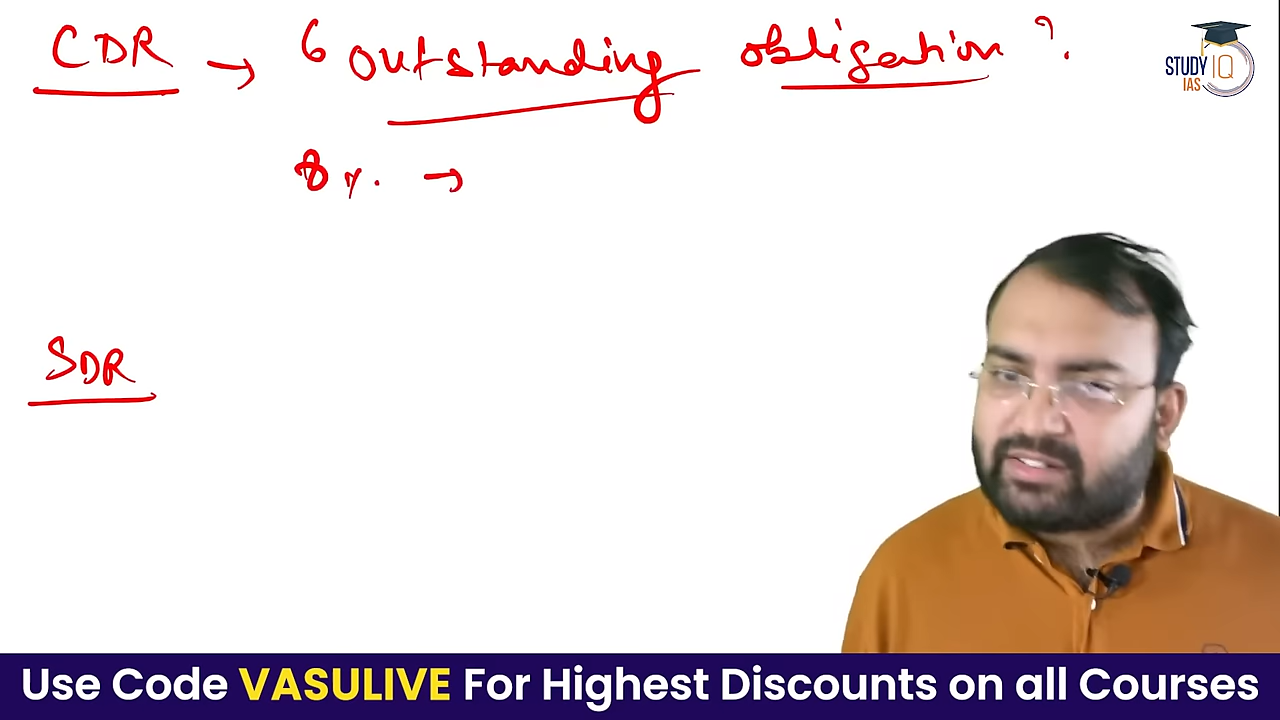 CDR → 6 Outstanding obligation ?
8%. →
SDR
STUDY IQ
IAS
Use Code VASULIVE For Highest Discounts on all Courses